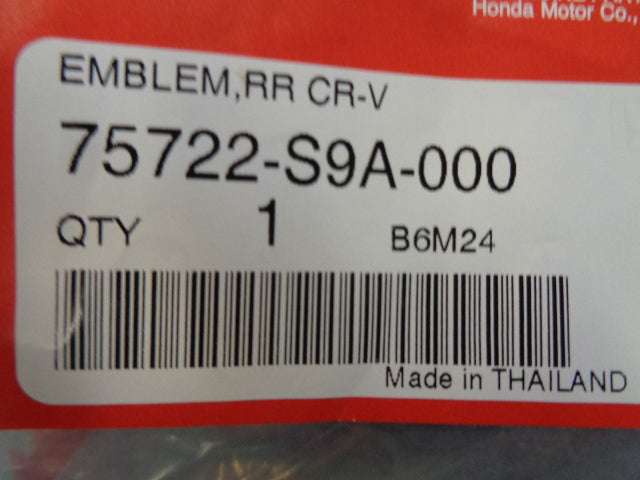 Honda Motor Co.,
EMBLEM,RR CR-V
75722-S9A-000
QTY 1 B6M24
Made in THAILAND